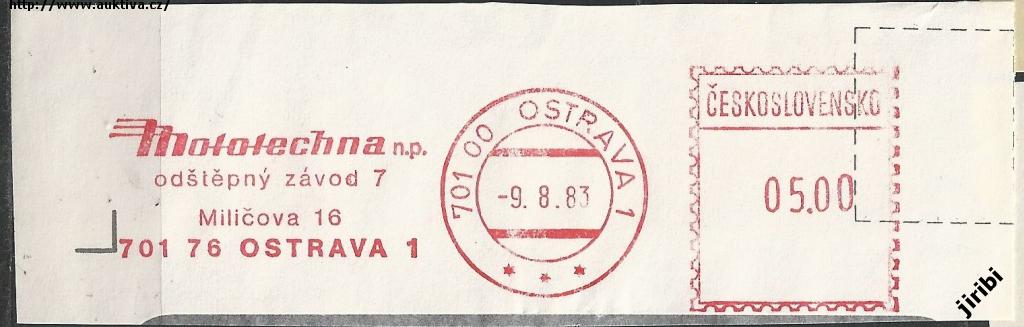 http://www.auktiva.cz/
Mototechna n.p.
odštěpný závod 7
Miličova 16
701 76 OSTRAVA 1
701 00 OSTRAVA 1
-9. 8. 83
ČESKOSLOVENSKO
05.00
jiribi